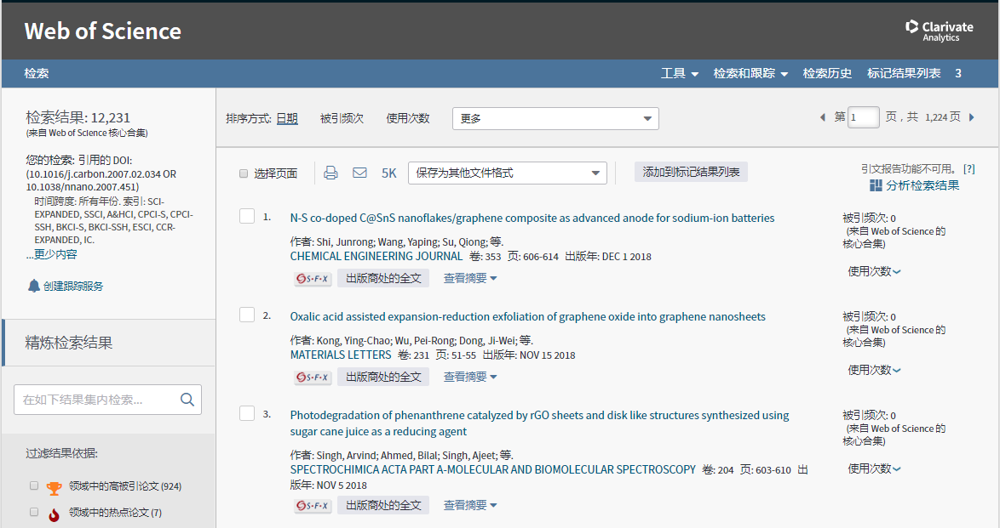 Web of Science
Clarivate
Analytics
检索
工具
检索和跟踪
检索历史
标记结果列表 3
检索结果: 12,231
(来自 Web of Science 核心合集)
您的检索: 引用的 DOI:
(10.1016/j.carbon.2007.02.034 OR
10.1038/nnano.2007.451)
时间跨度: 所有年份. 索引: SCI-
EXPANDED, SSCI, A&HCI, CPCI-S, CPCI-
SSH, BKCI-S, BKCI-SSH, ESCI, CCR-
EXPANDED, IC.
...更少内容
创建跟踪服务
精炼检索结果
在如下结果集内检索...
过滤结果依据:
领域中的高被引论文 (924)
领域中的热点论文 (7)
排序方式: 日期 被引频次 使用次数 更多
第 1 页，共 1,224 页
选择页面 5K 保存为其他文件格式 添加到标记结果列表
引文报告功能不可用。 [?]
分析检索结果
1. N-S co-doped C@SnS nanoflakes/graphene composite as advanced anode for sodium-ion batteries
作者: Shi, Junrong; Wang, Yaping; Su, Qiong; 等.
CHEMICAL ENGINEERING JOURNAL 卷: 353 页: 606-614 出版年: DEC 1 2018
S·F·X 出版商处的全文 查看摘要
被引频次: 0
(来自 Web of Science 的
核心合集)
使用次数
2. Oxalic acid assisted expansion-reduction exfoliation of graphene oxide into graphene nanosheets
作者: Kong, Ying-Chao; Wu, Pei-Rong; Dong, Ji-Wei; 等.
MATERIALS LETTERS 卷: 231 页: 51-55 出版年: NOV 15 2018
S·F·X 出版商处的全文 查看摘要
被引频次: 0
(来自 Web of Science 的
核心合集)
使用次数
3. Photodegradation of phenanthrene catalyzed by rGO sheets and disk like structures synthesized using
sugar cane juice as a reducing agent
作者: Singh, Arvind; Ahmed, Bilal; Singh, Ajeet; 等.
SPECTROCHIMICA ACTA PART A-MOLECULAR AND BIOMOLECULAR SPECTROSCOPY 卷: 204 页: 603-610 出
版年: NOV 5 2018
S·F·X 出版商处的全文 查看摘要
被引频次: 0
(来自 Web of Science 的
核心合集)
使用次数